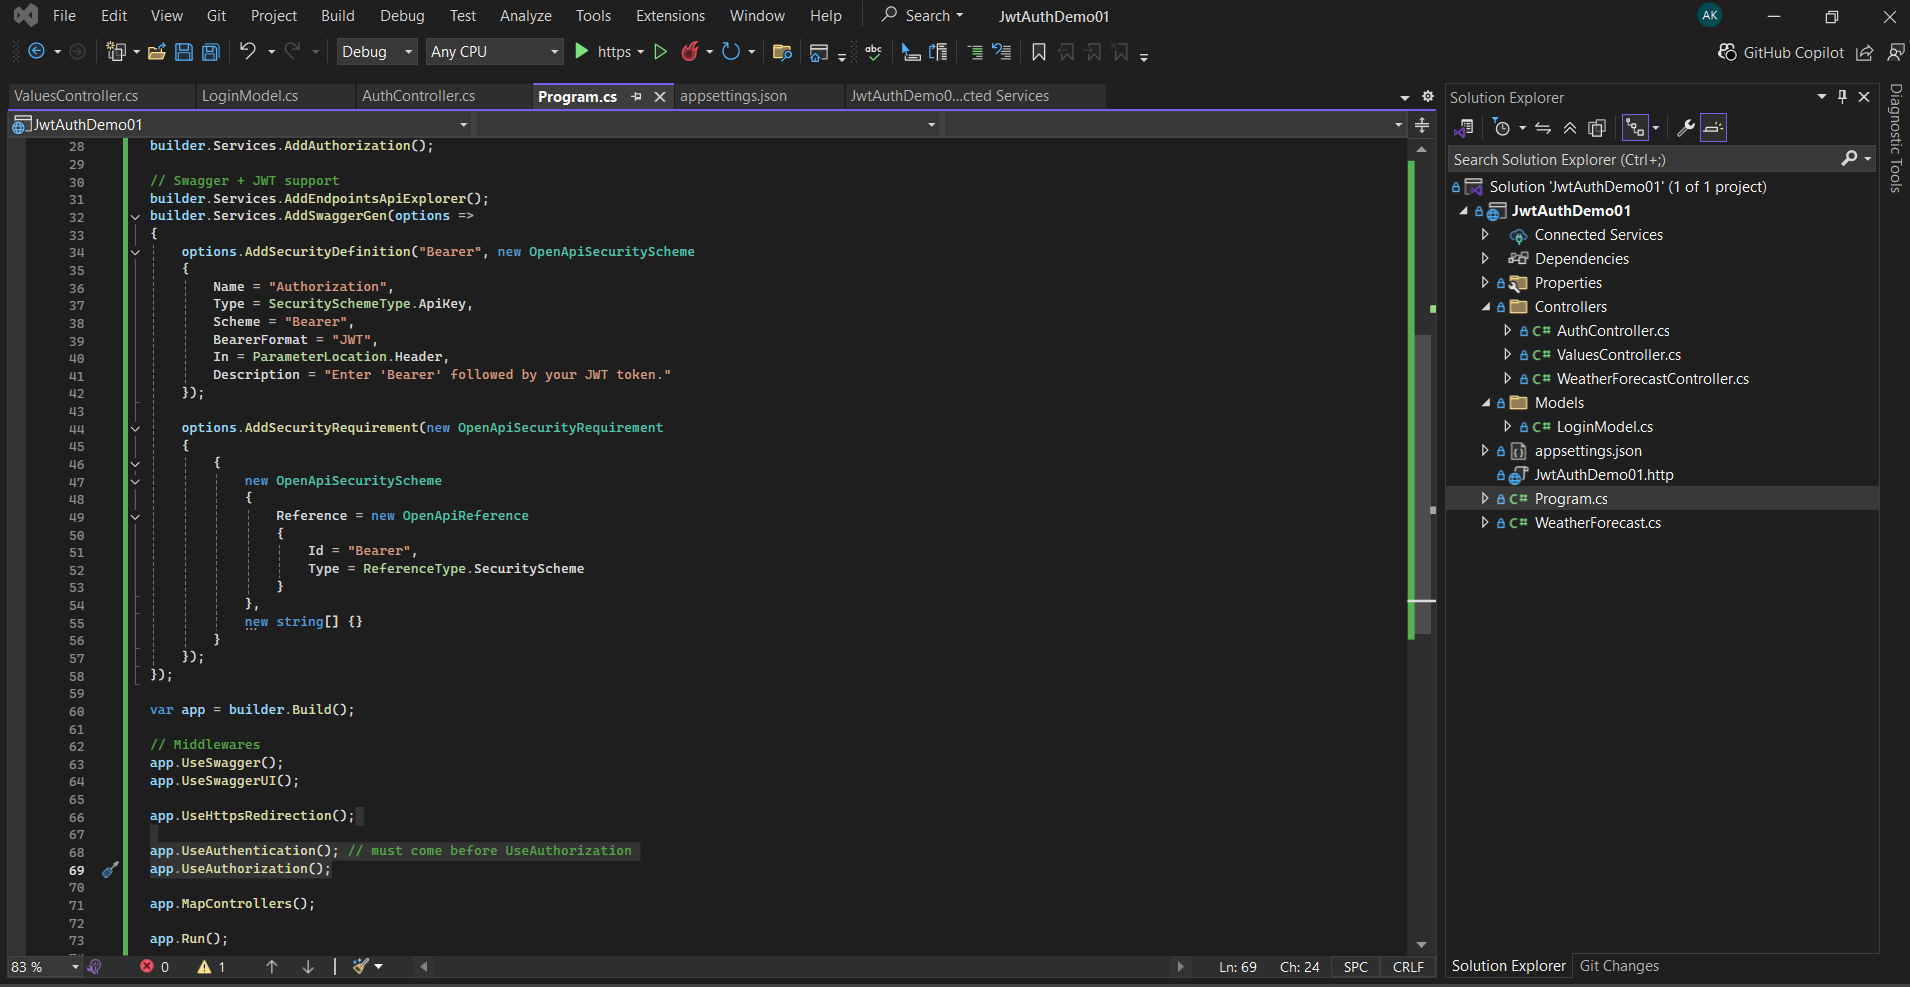 File Edit View Git Project Build Debug Test Analyze Tools Extensions Window Help Search JwtAuthDemo01 AK
Debug Any CPU https abc GitHub Copilot
ValuesController.cs LoginModel.cs AuthController.cs Program.cs appsettings.json JwtAuthDemo0...cted Services
JwtAuthDemo01
28 builder.Services.AddAuthorization();
29
30 // Swagger + JWT support
31 builder.Services.AddEndpointsApiExplorer();
32 builder.Services.AddSwaggerGen(options =>
33 {
34 options.AddSecurityDefinition("Bearer", new OpenApiSecurityScheme
35 {
36 Name = "Authorization",
37 Type = SecuritySchemeType.ApiKey,
38 Scheme = "Bearer",
39 BearerFormat = "JWT",
40 In = ParameterLocation.Header,
41 Description = "Enter 'Bearer' followed by your JWT token."
42 });
43
44 options.AddSecurityRequirement(new OpenApiSecurityRequirement
45 {
46 {
47 new OpenApiSecurityScheme
48 {
49 Reference = new OpenApiReference
50 {
51 Id = "Bearer",
52 Type = ReferenceType.SecurityScheme
53 }
54 },
55 new string[] {}
56 }
57 });
58 });
59
60 var app = builder.Build();
61
62 // Middlewares
63 app.UseSwagger();
64 app.UseSwaggerUI();
65
66 app.UseHttpsRedirection();
67
68 app.UseAuthentication(); // must come before UseAuthorization
69 app.UseAuthorization();
70
71 app.MapControllers();
72
73 app.Run();
83 % 0 1 Ln: 69 Ch: 24 SPC CRLF
Solution Explorer
Search Solution Explorer (Ctrl+;)
Solution 'JwtAuthDemo01' (1 of 1 project)
JwtAuthDemo01
Connected Services
Dependencies
Properties
Controllers
C# AuthController.cs
C# ValuesController.cs
C# WeatherForecastController.cs
Models
C# LoginModel.cs
appsettings.json
JwtAuthDemo01.http
C# Program.cs
C# WeatherForecast.cs
Solution Explorer Git Changes
Diagnostic Tools